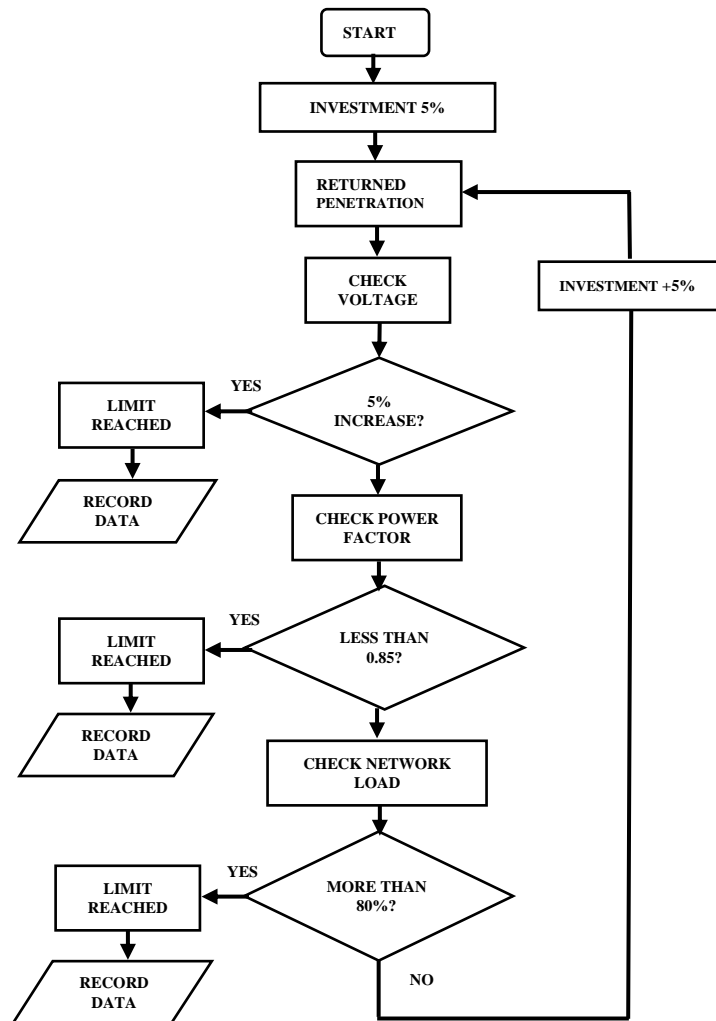 START
INVESTMENT 5%
RETURNED
PENETRATION
CHECK
VOLTAGE
INVESTMENT +5%
YES
5%
INCREASE?
LIMIT
REACHED
RECORD
DATA
CHECK POWER
FACTOR
YES
LESS THAN
0.85?
LIMIT
REACHED
RECORD
DATA
CHECK NETWORK
LOAD
YES
MORE THAN
80%?
LIMIT
REACHED
NO
RECORD
DATA